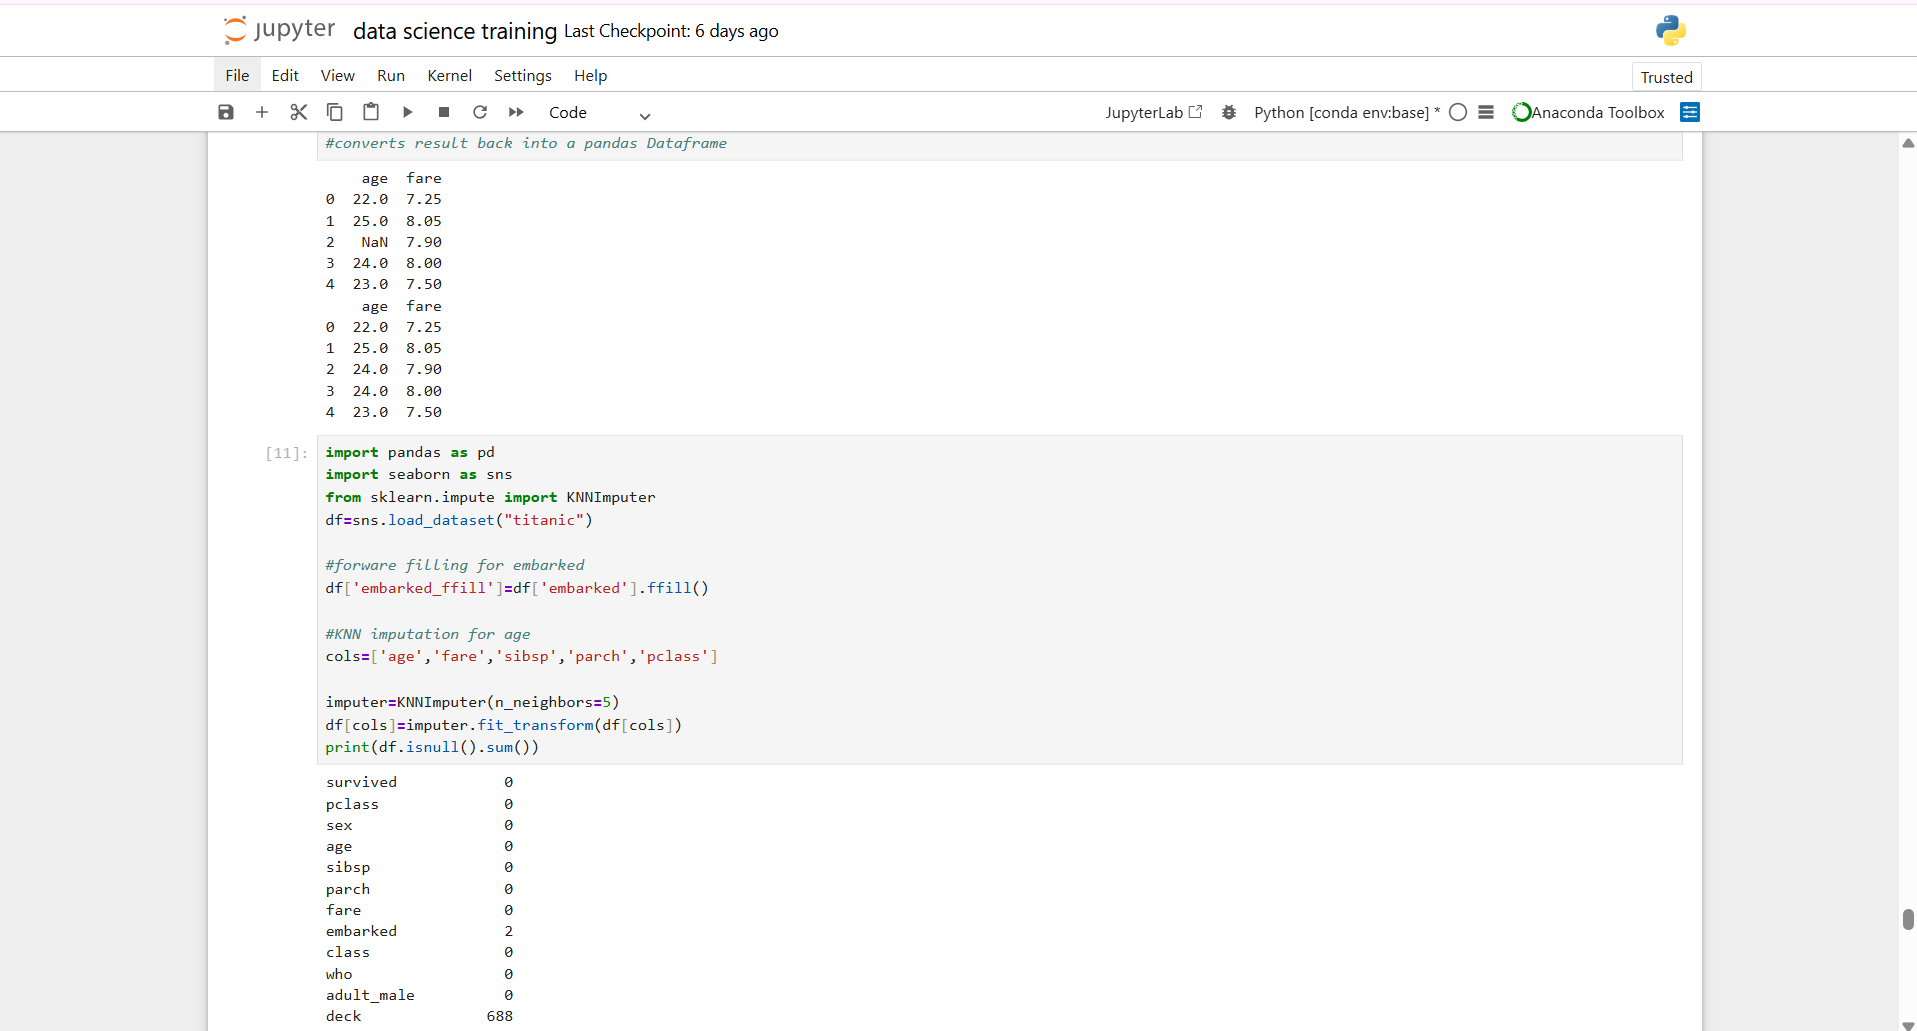 jupyter data science training Last Checkpoint: 6 days ago
File Edit View Run Kernel Settings Help Trusted
Code JupyterLab Python [conda env:base] * Anaconda Toolbox
#converts result back into a pandas Dataframe
age fare
0 22.0 7.25
1 25.0 8.05
2 NaN 7.90
3 24.0 8.00
4 23.0 7.50
age fare
0 22.0 7.25
1 25.0 8.05
2 24.0 7.90
3 24.0 8.00
4 23.0 7.50
[11]: import pandas as pd
import seaborn as sns
from sklearn.impute import KNNImputer
df=sns.load_dataset("titanic")
#forware filling for embarked
df['embarked_ffill']=df['embarked'].ffill()
#KNN imputation for age
cols=['age','fare','sibsp','parch','pclass']
imputer=KNNImputer(n_neighbors=5)
df[cols]=imputer.fit_transform(df[cols])
print(df.isnull().sum())
survived 0
pclass 0
sex 0
age 0
sibsp 0
parch 0
fare 0
embarked 2
class 0
who 0
adult_male 0
deck 688